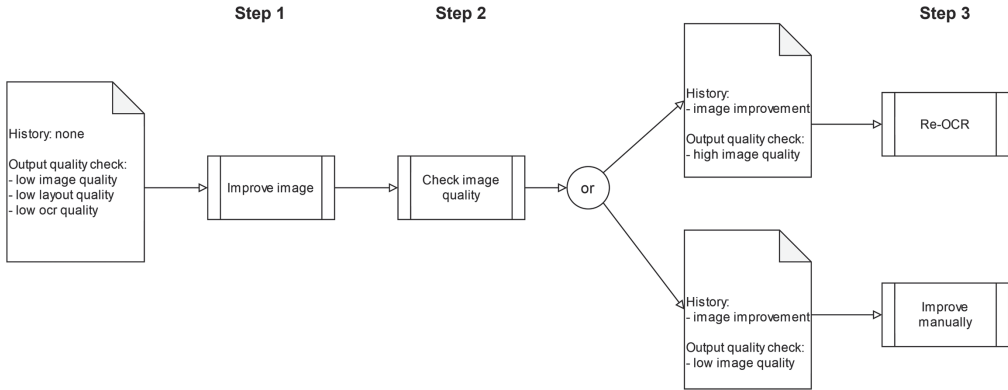 Step 1
Step 2
Step 3
History: none
Output quality check:
- low image quality
- low layout quality
- low ocr quality
Improve image
Check image
quality
or
History:
- image improvement
Output quality check:
- high image quality
Re-OCR
History:
- image improvement
Output quality check:
- low image quality
Improve
manually